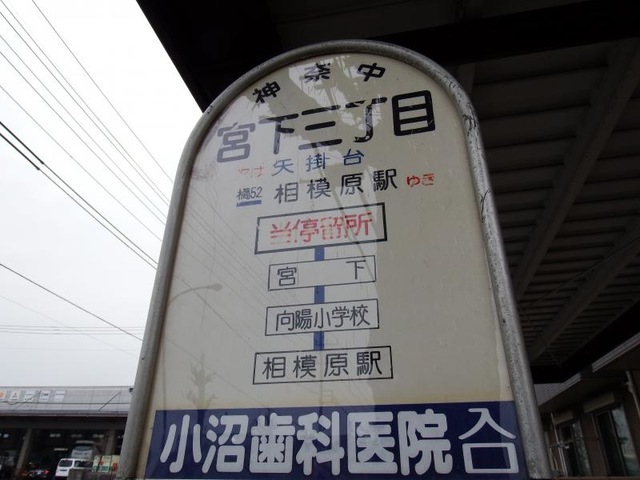 神奈中
宮下三丁目
矢掛台
橋52 相模原駅 ゆき
当停留所
宮下
向陽小学校
相模原駅
小沼歯科医院 入口